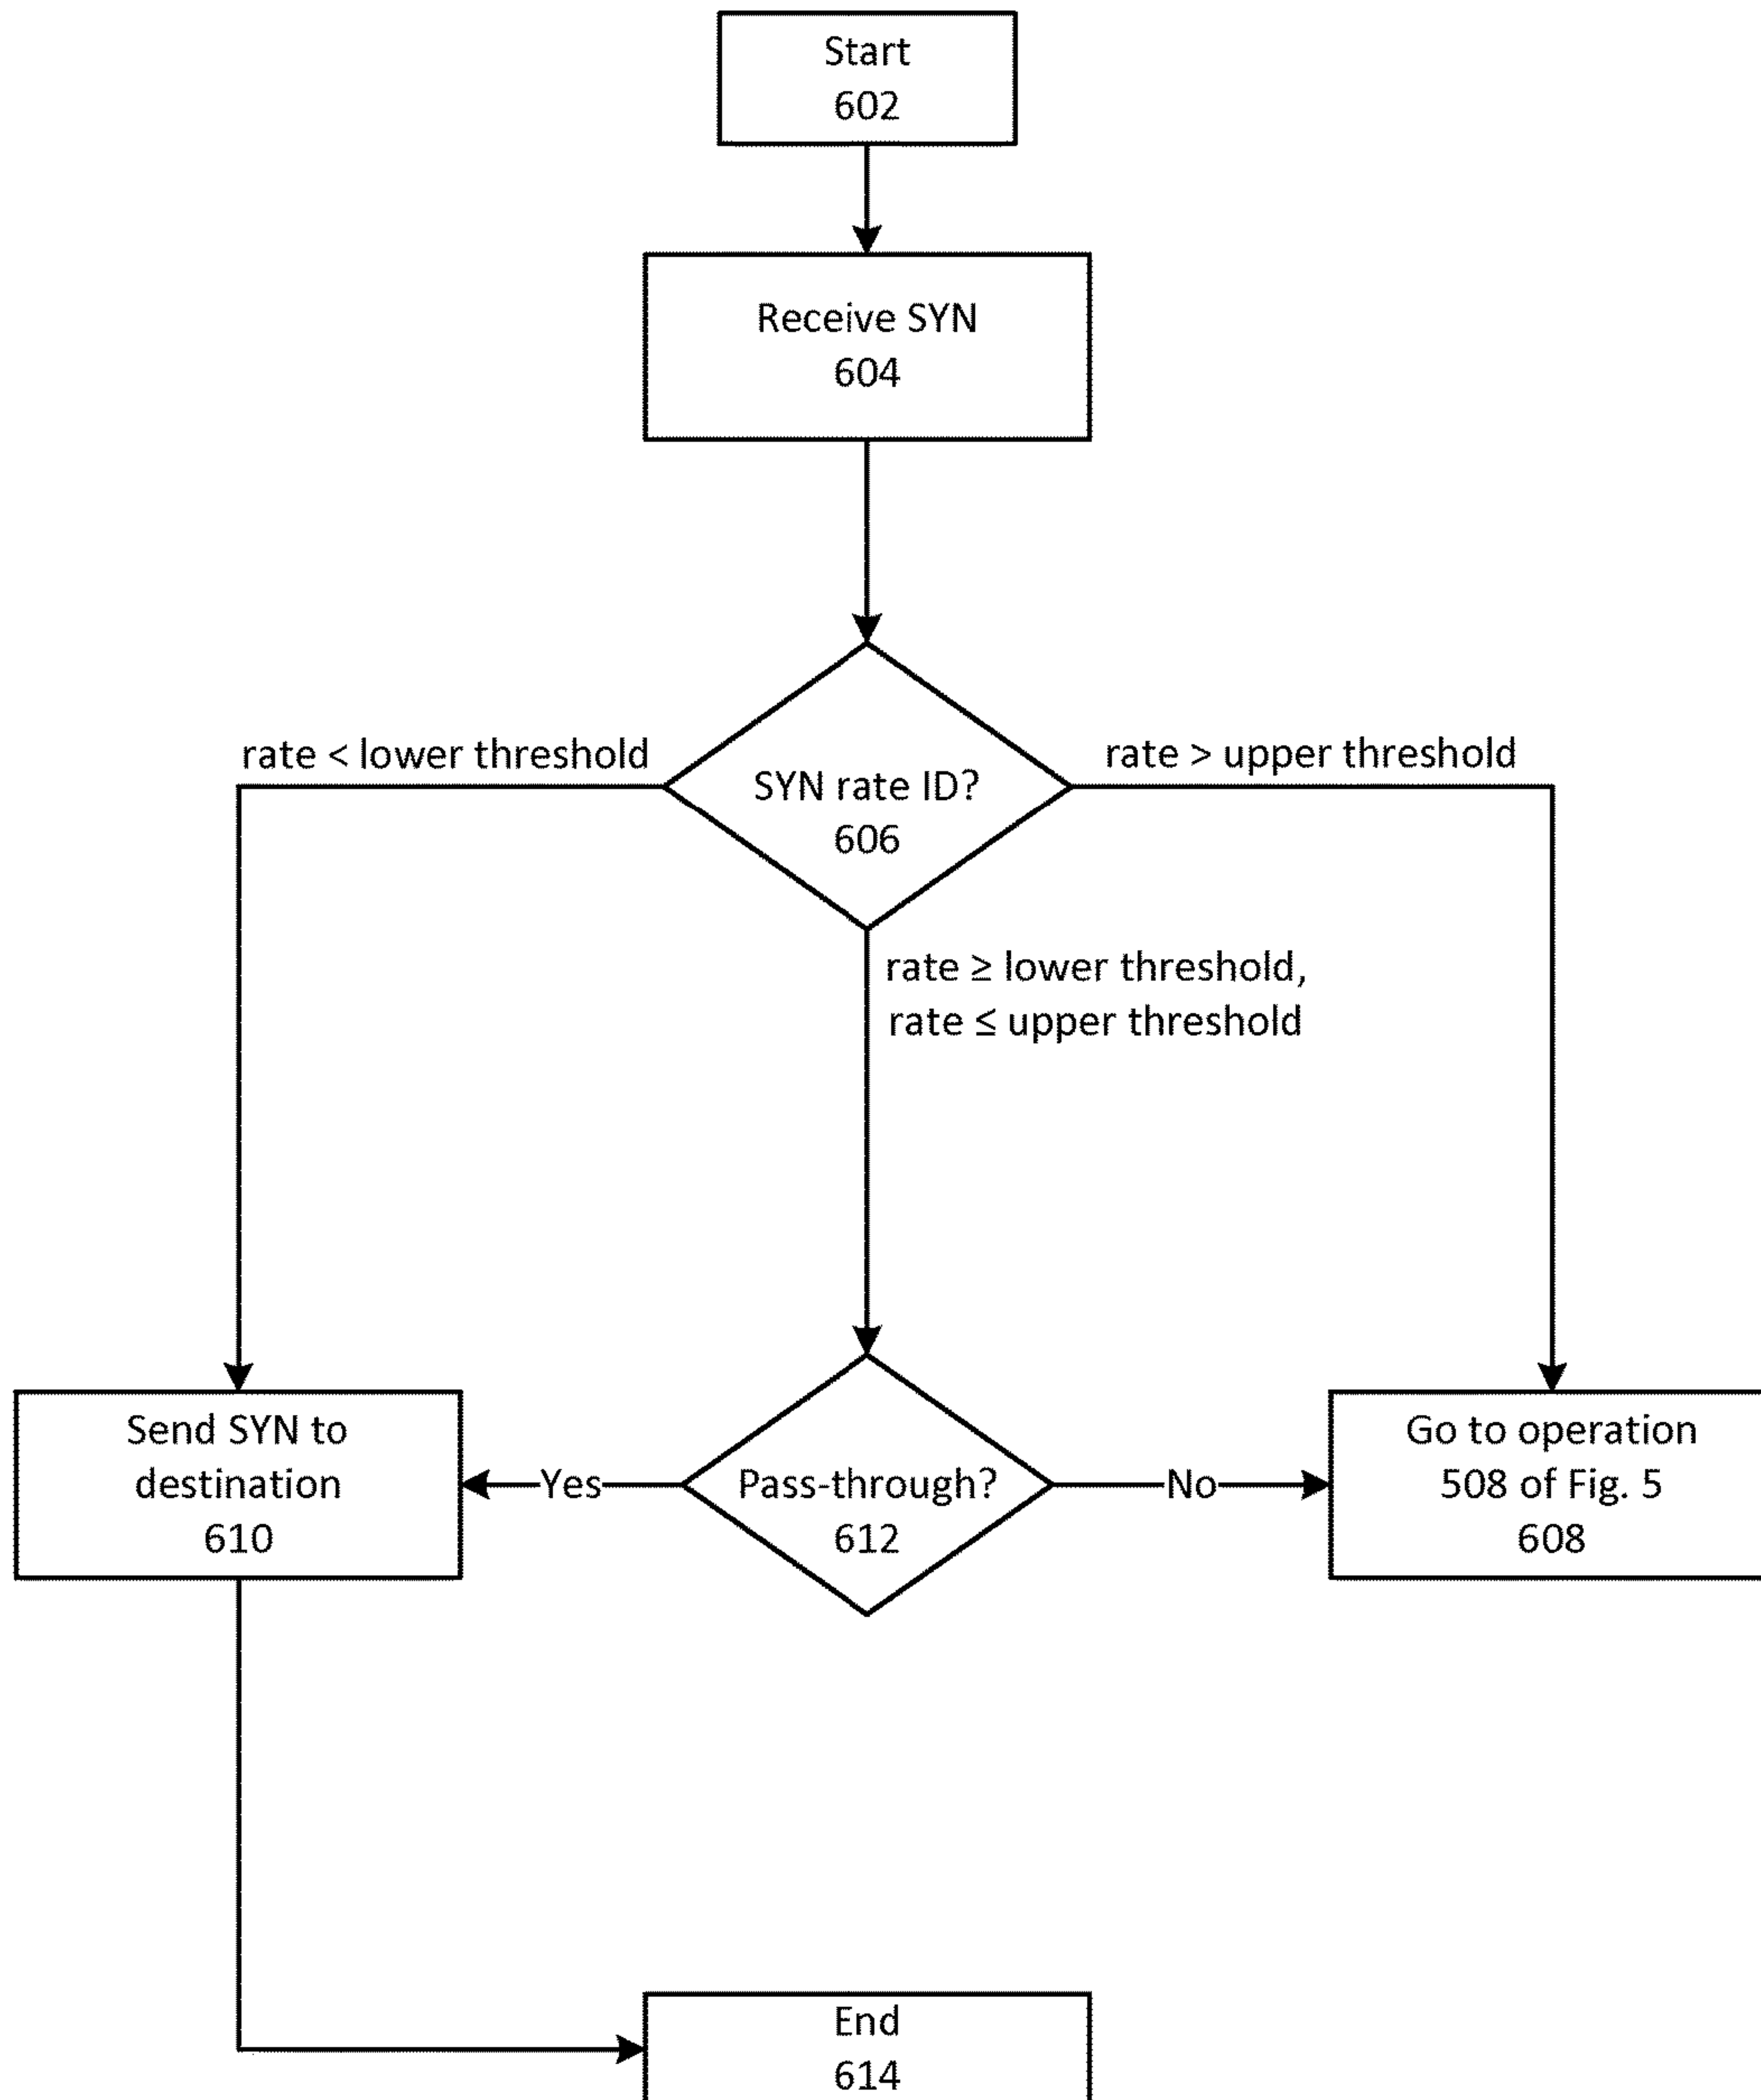 Start
602
Receive SYN
604
rate < lower threshold
rate > upper threshold
SYN rate ID?
606
rate ≥ lower threshold,
rate ≤ upper threshold
Send SYN to
destination
610
Yes
Pass-through?
612
No
Go to operation
508 of Fig. 5
608
End
614